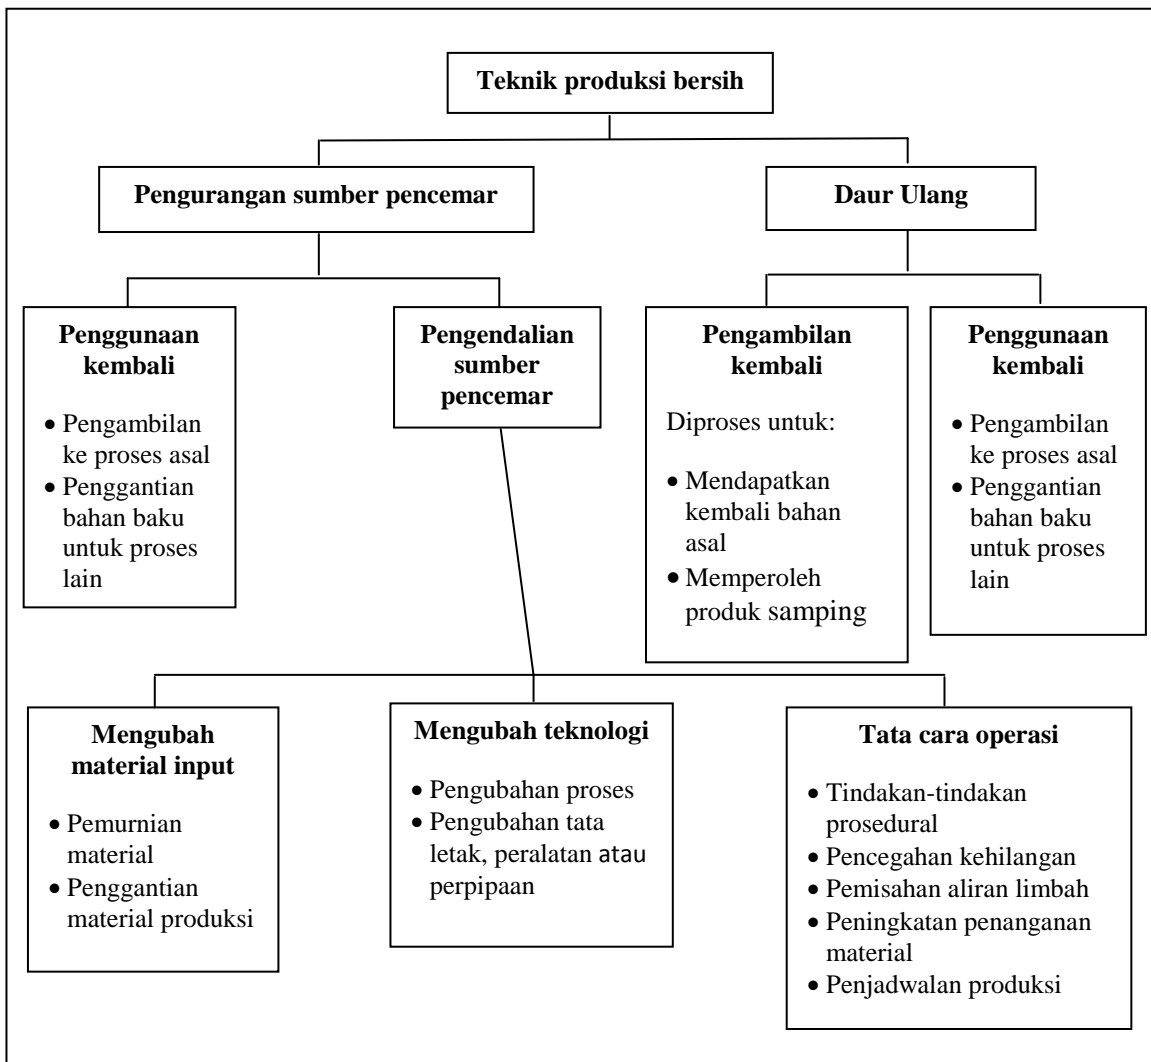 Teknik produksi bersih
Pengurangan sumber pencemar
Daur Ulang
Penggunaan
kembali
• Pengambilan
ke proses asal
• Penggantian
bahan baku
untuk proses
lain
Pengendalian
sumber
pencemar
Pengambilan
kembali
Diproses untuk:
• Mendapatkan
kembali bahan
asal
• Memperoleh
produk samping
Penggunaan
kembali
• Pengambilan
ke proses asal
• Penggantian
bahan baku
untuk proses
lain
Mengubah
material input
• Pemurnian
material
• Penggantian
material produksi
Mengubah teknologi
• Pengubahan proses
• Pengubahan tata
letak, peralatan atau
perpipaan
Tata cara operasi
• Tindakan-tindakan
prosedural
• Pencegahan kehilangan
• Pemisahan aliran limbah
• Peningkatan penanganan
material
• Penjadwalan produksi